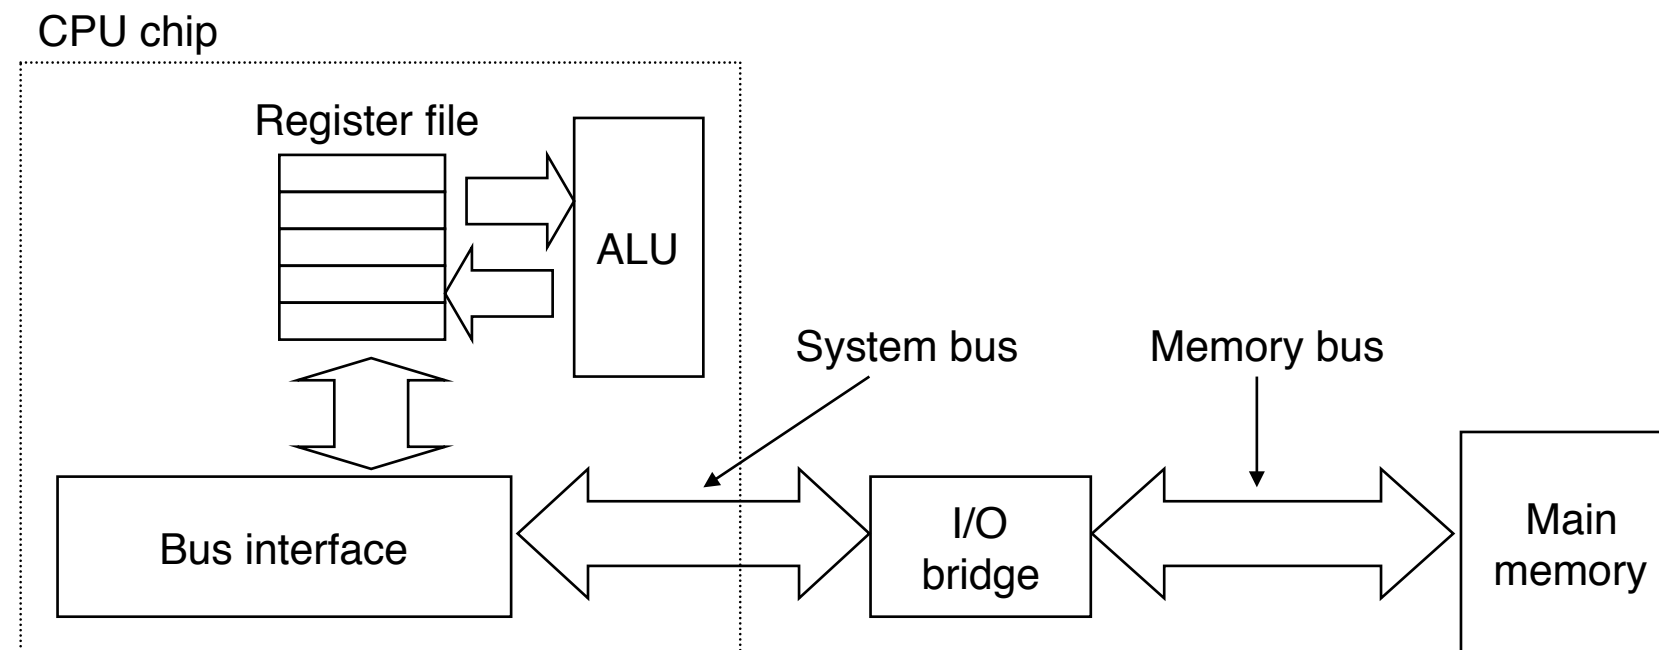 CPU chip
Register file
ALU
System bus
Memory bus
Bus interface
I/O
bridge
Main
memory